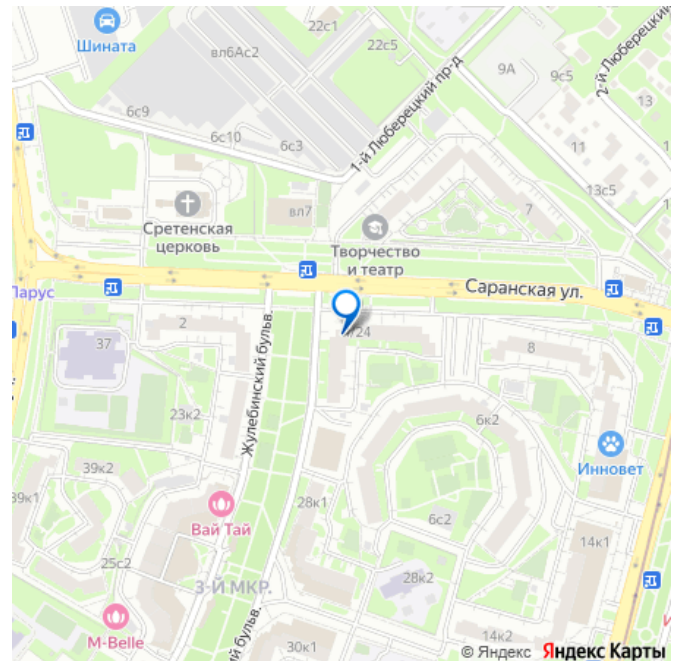 22с1
Шината
вл6Ас2
22с5
9А
9с5
2-й Люберецкий
13
6с9
6с10
6с3
1-й Люберецкий пр-д
11
13с5
вл7
7
Сретенская
церковь
Творчество
и театр
Саранская ул.
Парус
2
/24
37
8
Жулебинский бульв.
23к2
6к2
Инновет
39к2
39к1
28к1
Вай Тай
6с2
14к1
25с2
28к2
3-Й МКР.
M-Belle
й бульв.
30к1
14к2
© Яндекс Яндекс Карты